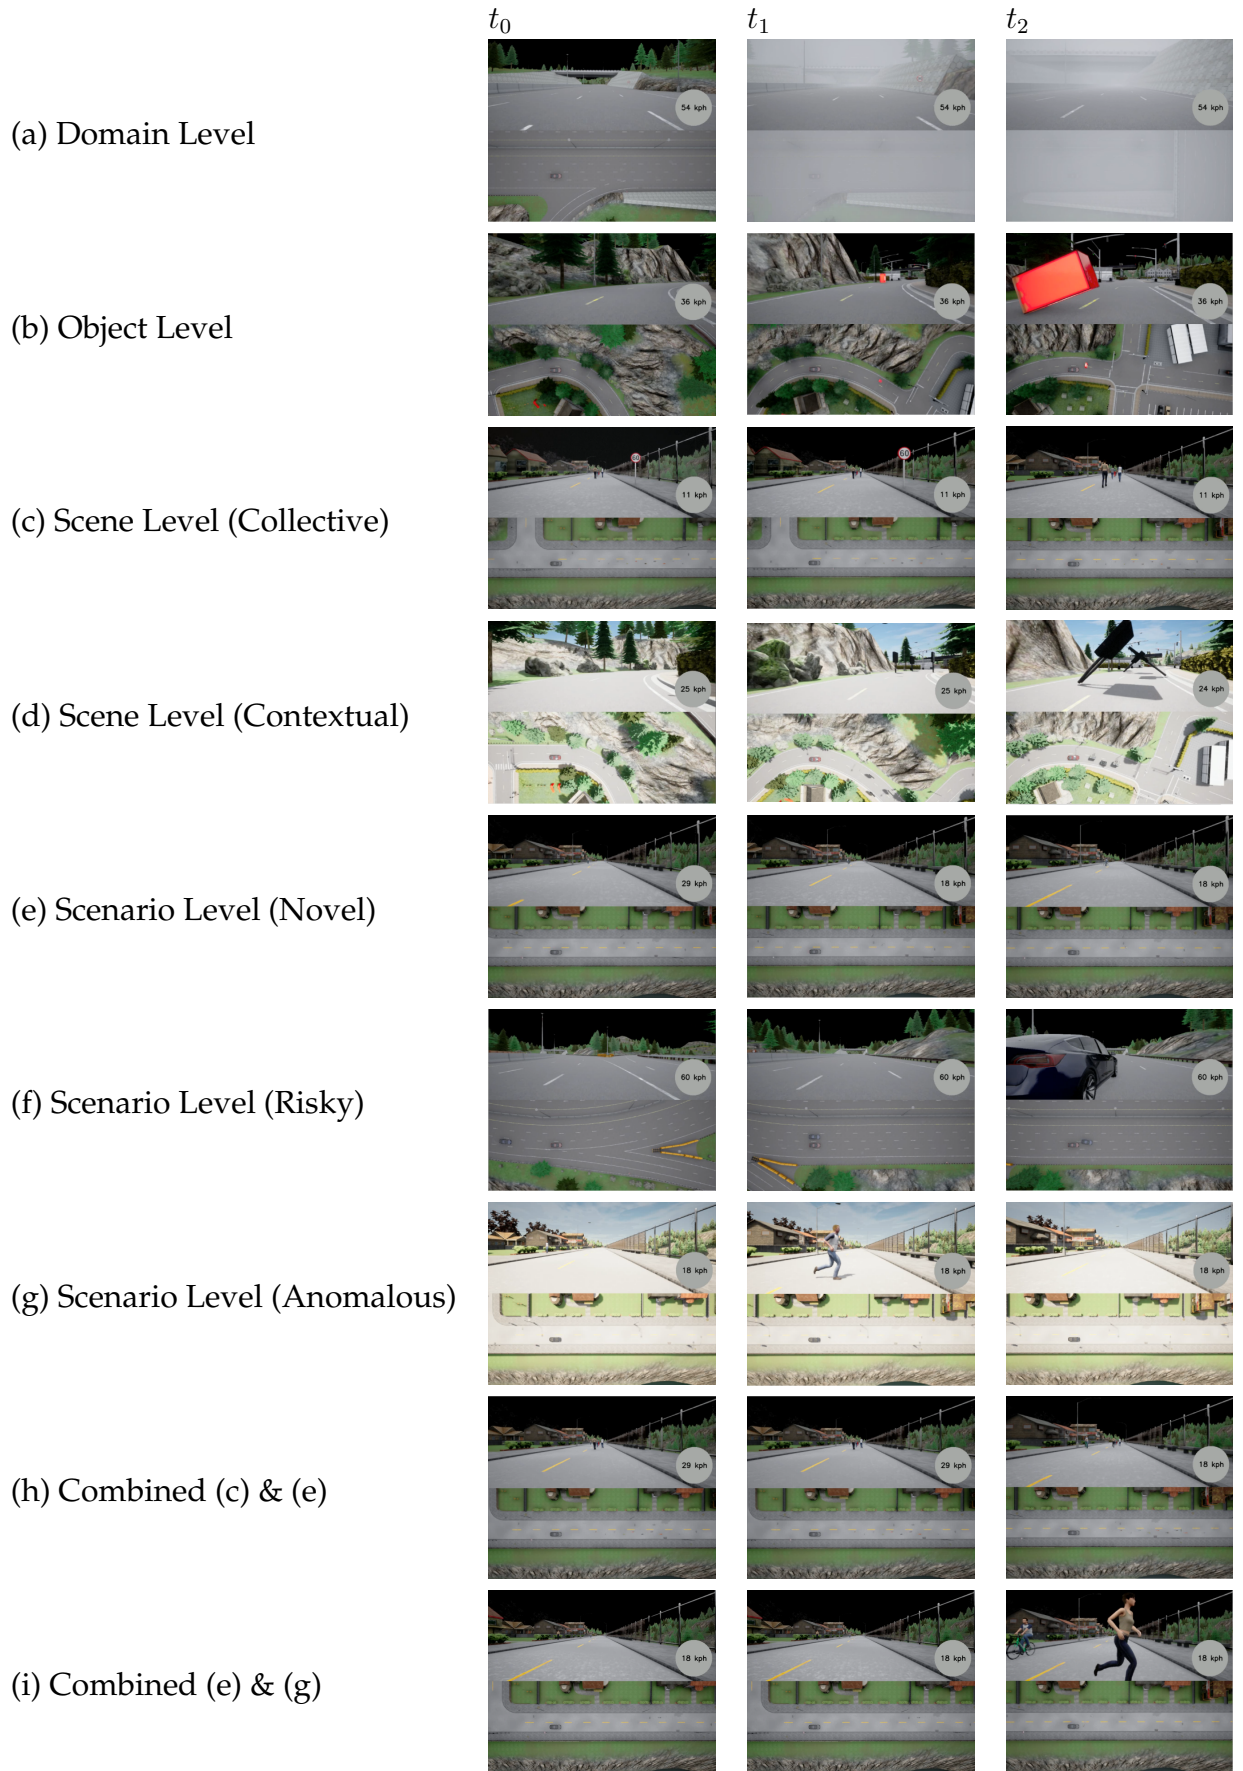 t0 t1 t2
(a) Domain Level
54 kph 54 kph 54 kph
(b) Object Level
36 kph 36 kph 36 kph
(c) Scene Level (Collective)
60 60
11 kph 11 kph 11 kph
(d) Scene Level (Contextual)
25 kph 25 kph 24 kph
(e) Scenario Level (Novel)
29 kph 18 kph 18 kph
(f) Scenario Level (Risky)
60 kph 60 kph 60 kph
(g) Scenario Level (Anomalous)
18 kph 18 kph 18 kph
(h) Combined (c) & (e)
29 kph 29 kph 18 kph
(i) Combined (e) & (g)
18 kph 18 kph 18 kph